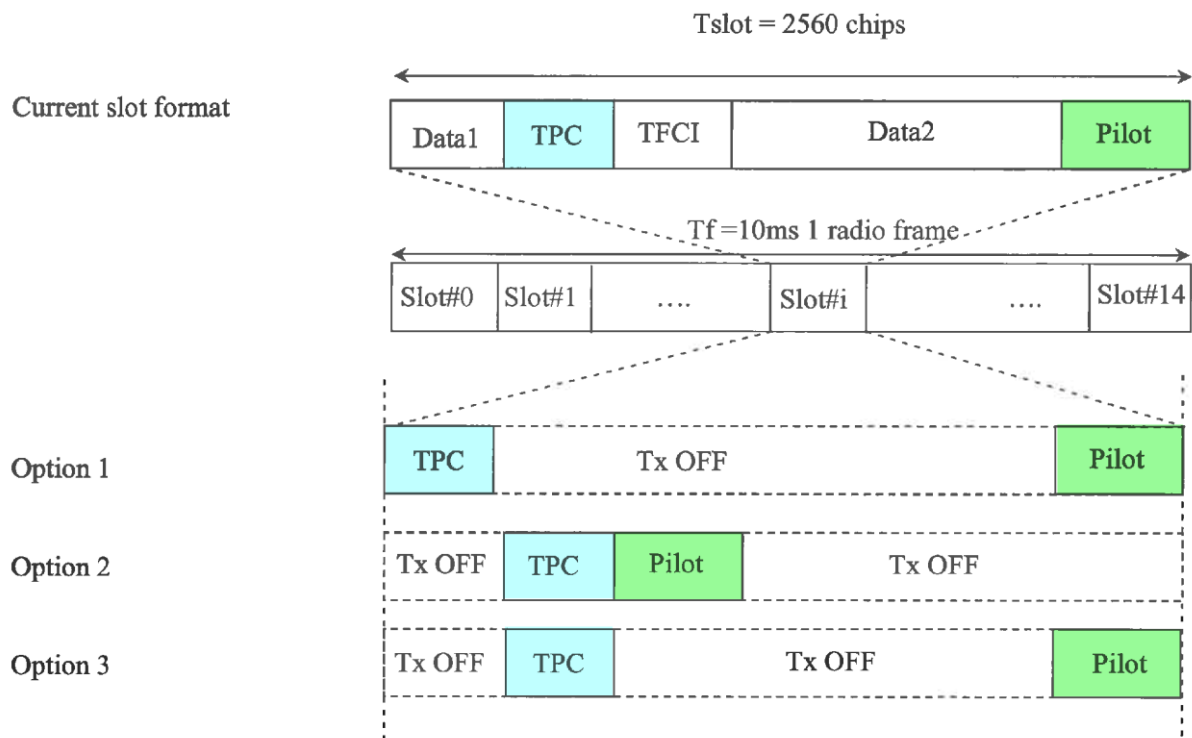 Tslot = 2560 chips
Current slot format
Data1 TPC TFCI Data2 Pilot
Tf =10ms 1 radio frame
Slot#0 Slot#1 .... Slot#i .... Slot#14
Option 1 TPC Tx OFF Pilot
Option 2 Tx OFF TPC Pilot Tx OFF
Option 3 Tx OFF TPC Tx OFF Pilot